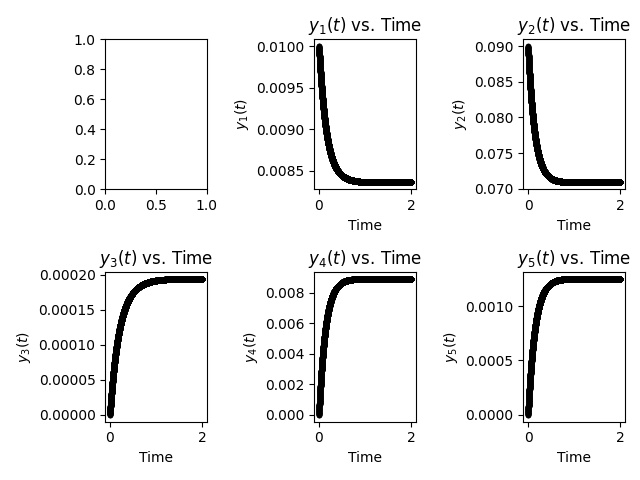 y₁(t) vs. Time
y₂(t) vs. Time
1.0
0.8
0.6
0.4
0.2
0.0
0.0 0.5 1.0
y₁(t)
0.0100
0.0095
0.0090
0.0085
0 2
Time
y₂(t)
0.090
0.085
0.080
0.075
0.070
0 2
Time
y₃(t) vs. Time
y₃(t)
0.00020
0.00015
0.00010
0.00005
0.00000
0 2
Time
y₄(t) vs. Time
y₄(t)
0.008
0.006
0.004
0.002
0.000
0 2
Time
y₅(t) vs. Time
y₅(t)
0.0010
0.0005
0.0000
0 2
Time